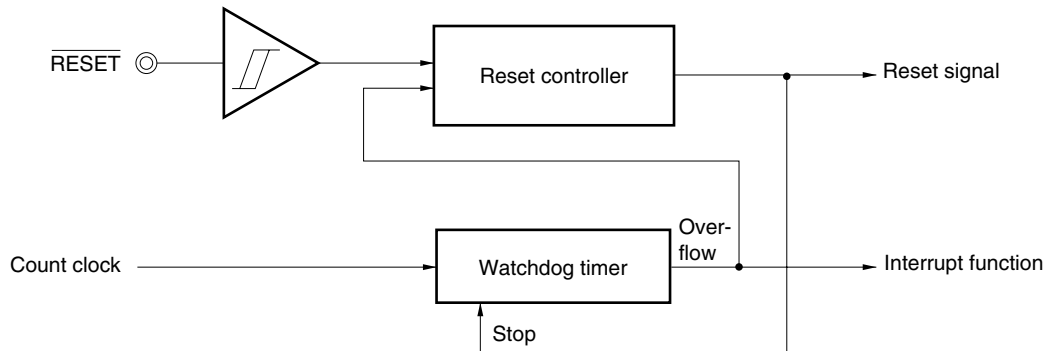 RESET
Reset controller
Reset signal
Over-
flow
Count clock
Watchdog timer
Interrupt function
Stop